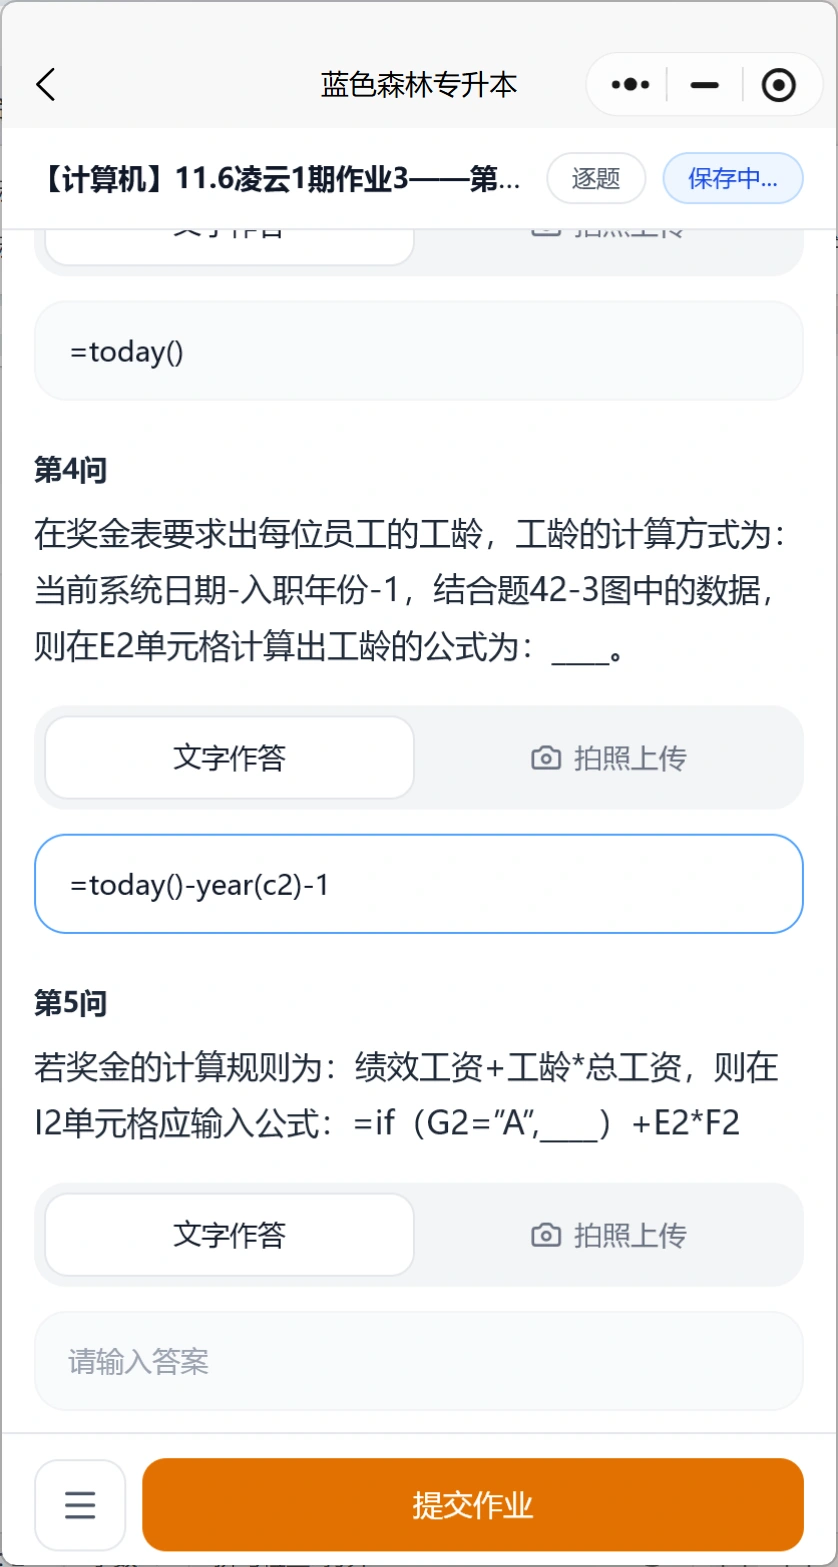 蓝色森林专升本
【计算机】11.6凌云1期作业3——第...
逐题
保存中...
文字作答
拍照上传
=today()
第4问
在奖金表要求出每位员工的工龄，工龄的计算方式为：
当前系统日期-入职年份-1，结合题42-3图中的数据，
则在E2单元格计算出工龄的公式为：____。
文字作答
拍照上传
=today()-year(c2)-1
第5问
若奖金的计算规则为：绩效工资+工龄*总工资，则在
I2单元格应输入公式：=if（G2=”A”,____）+E2*F2
文字作答
拍照上传
请输入答案
提交作业